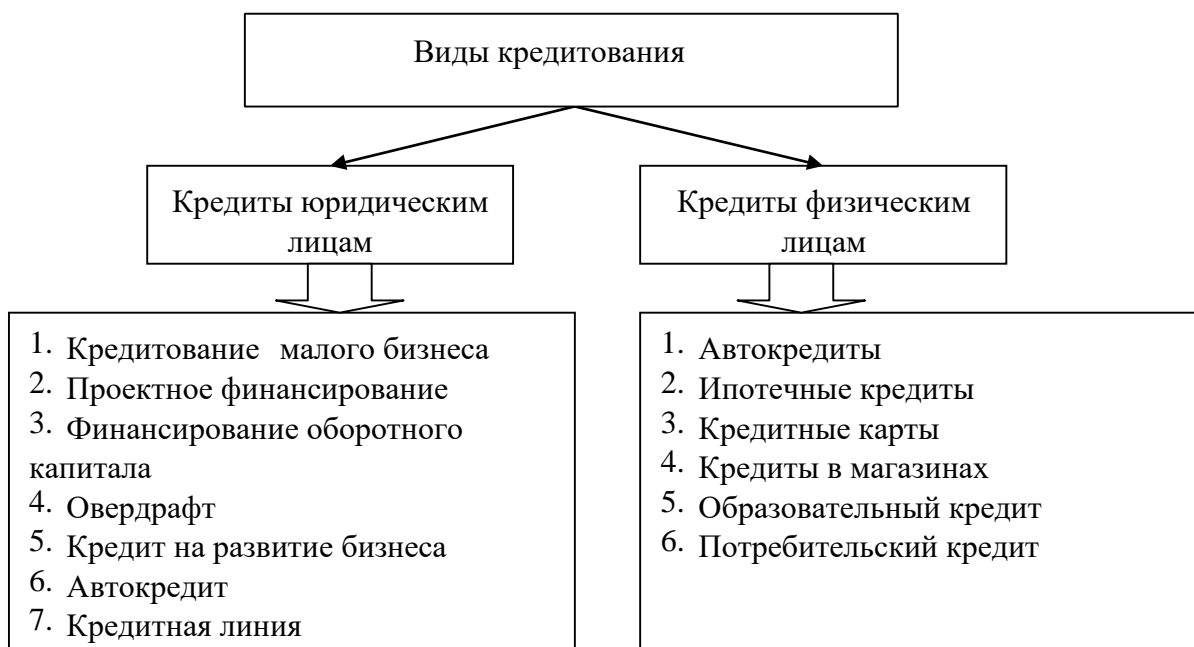 Виды кредитования
Кредиты юридическим
лицам
Кредиты физическим
лицам
1. Кредитование малого бизнеса
2. Проектное финансирование
3. Финансирование оборотного
капитала
4. Овердрафт
5. Кредит на развитие бизнеса
6. Автокредит
7. Кредитная линия
1. Автокредиты
2. Ипотечные кредиты
3. Кредитные карты
4. Кредиты в магазинах
5. Образовательный кредит
6. Потребительский кредит